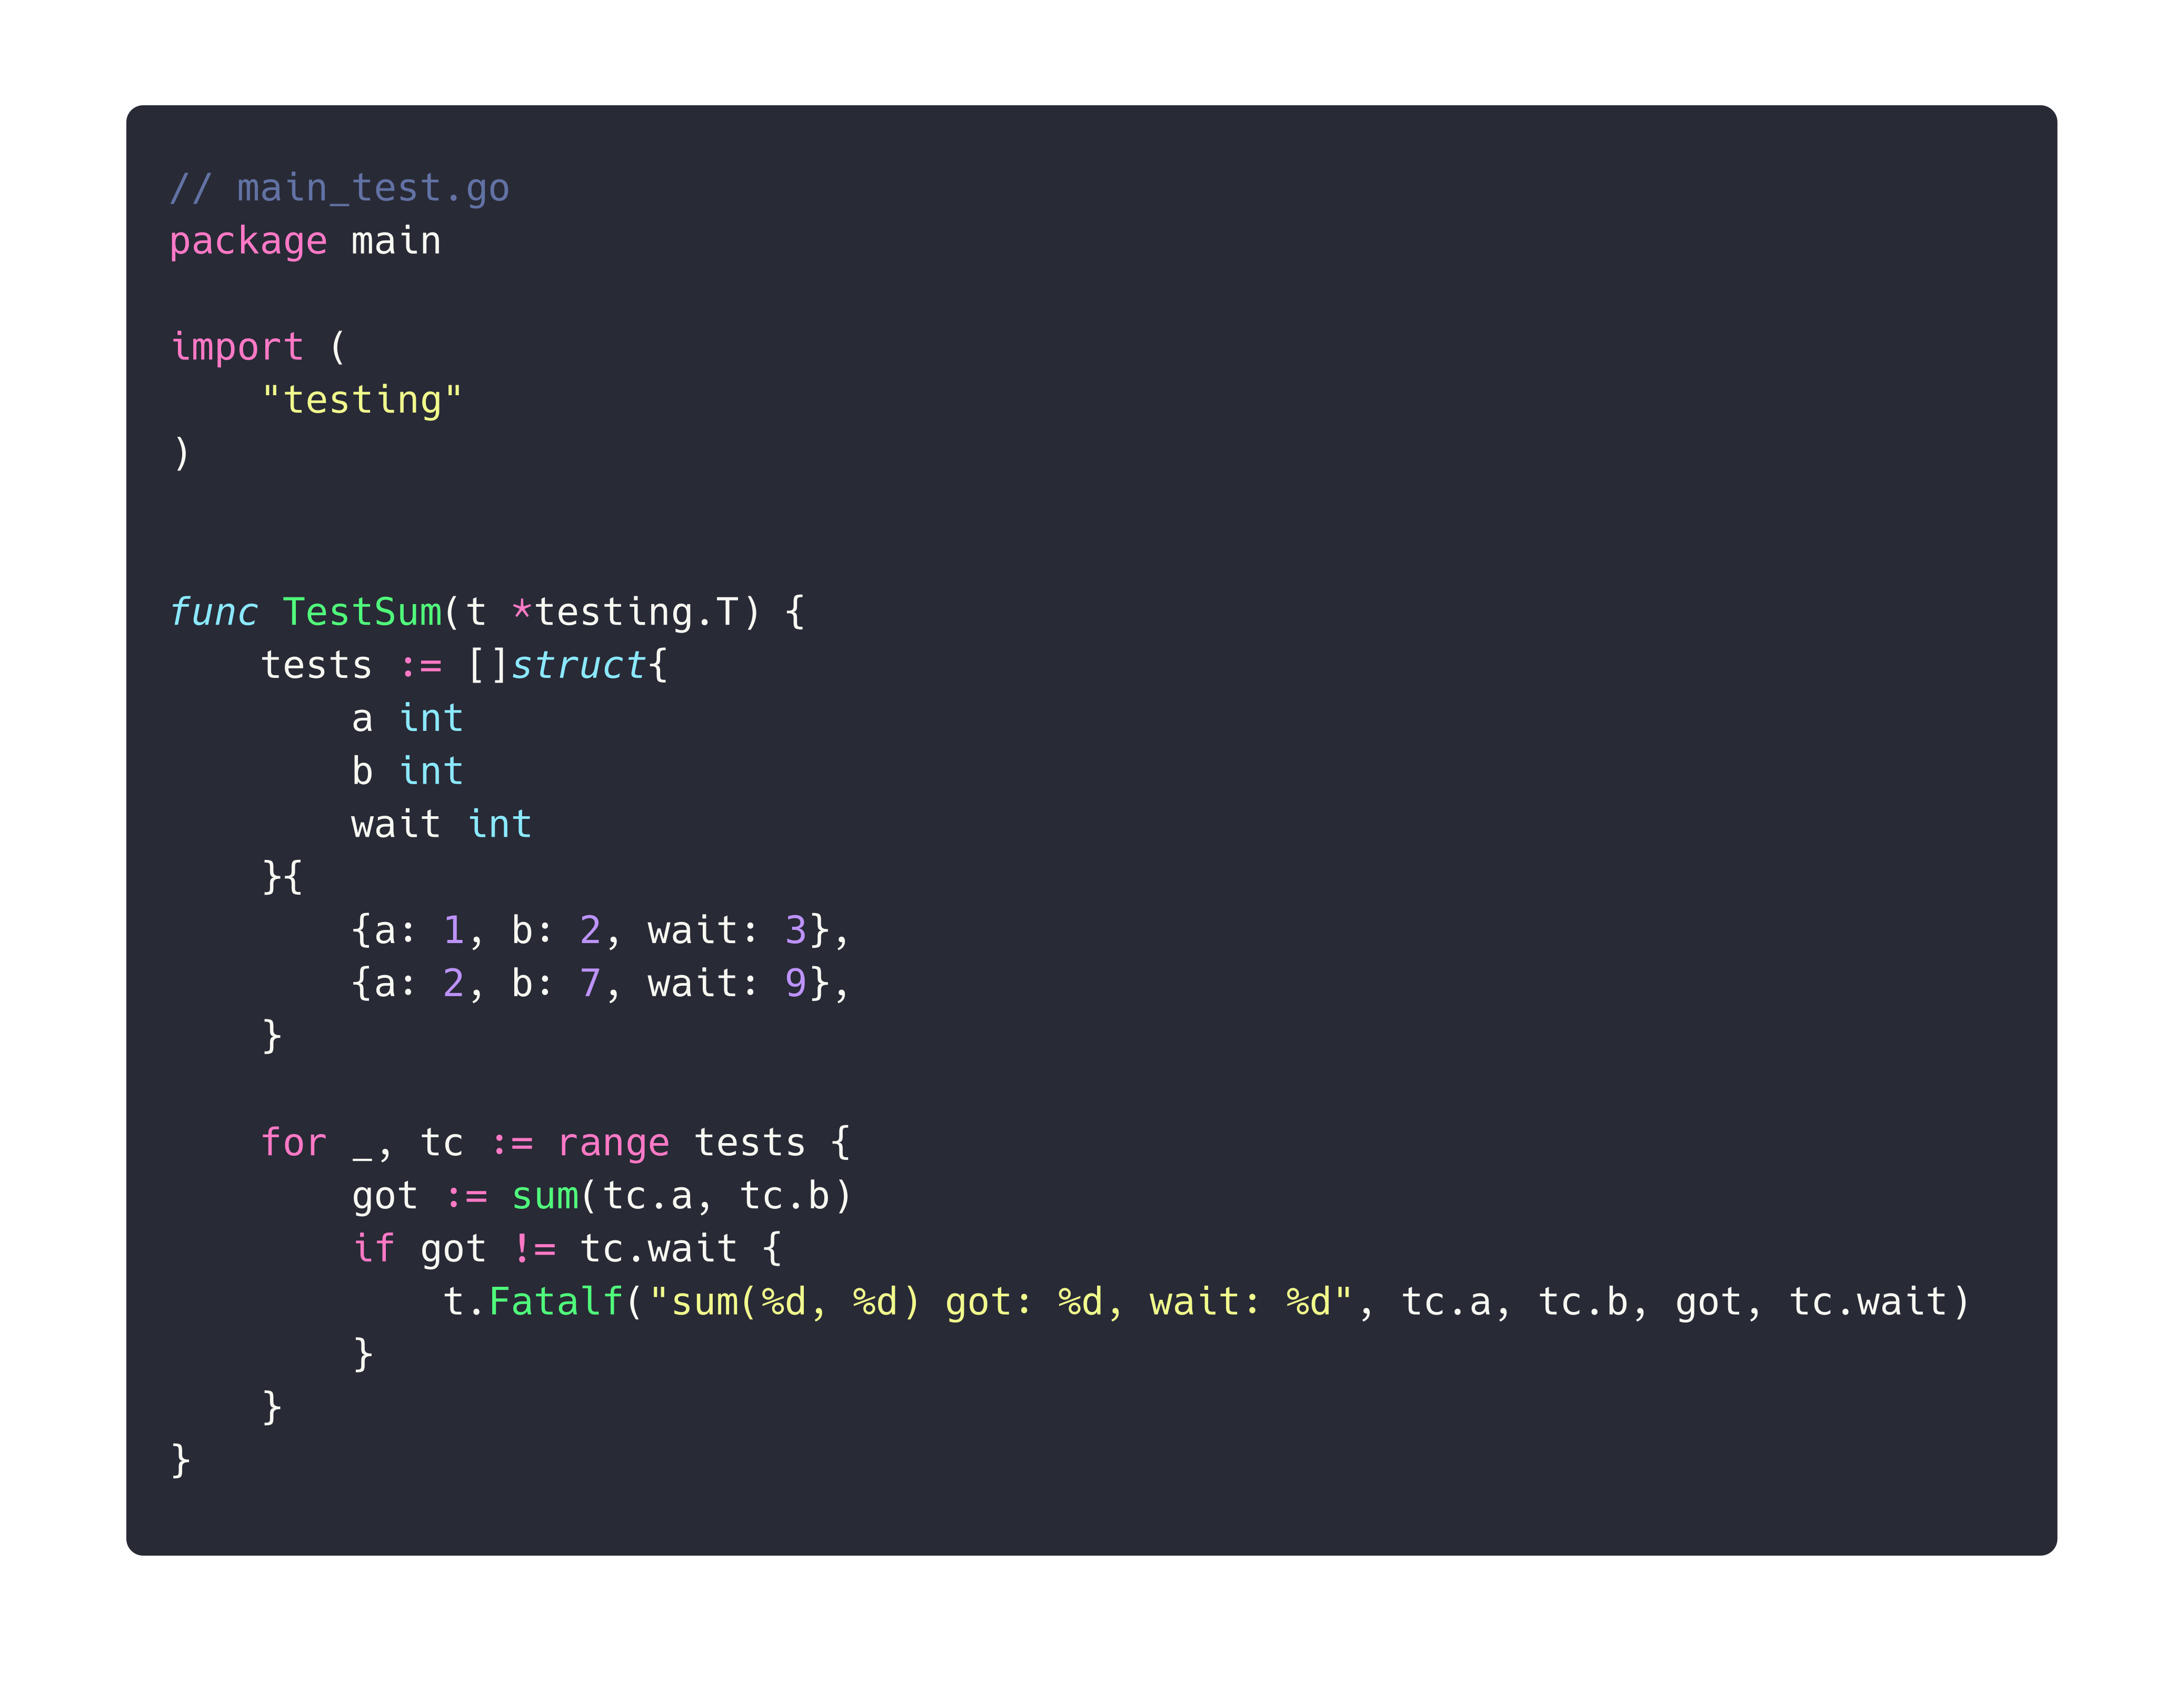 // main_test.go
package main
import (
    "testing"
)
func TestSum(t *testing.T) {
    tests := []struct{
        a int
        b int
        wait int
    }{
        {a: 1, b: 2, wait: 3},
        {a: 2, b: 7, wait: 9},
    }
    for _, tc := range tests {
        got := sum(tc.a, tc.b)
        if got != tc.wait {
            t.Fatalf("sum(%d, %d) got: %d, wait: %d", tc.a, tc.b, got, tc.wait)
        }
    }
}